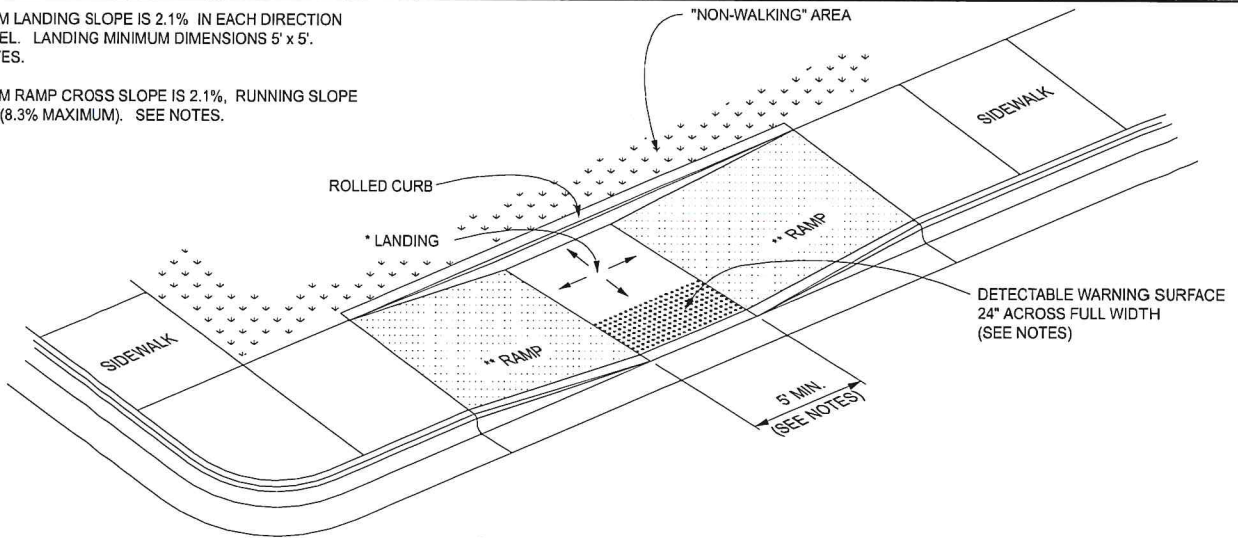 M LANDING SLOPE IS 2.1% IN EACH DIRECTION
EL. LANDING MINIMUM DIMENSIONS 5' x 5'.
TES.
M RAMP CROSS SLOPE IS 2.1%, RUNNING SLOPE
(8.3% MAXIMUM). SEE NOTES.
"NON-WALKING" AREA
SIDEWALK
ROLLED CURB
* LANDING
** RAMP
DETECTABLE WARNING SURFACE
24" ACROSS FULL WIDTH
(SEE NOTES)
SIDEWALK
** RAMP
5' MIN.
(SEE NOTES)